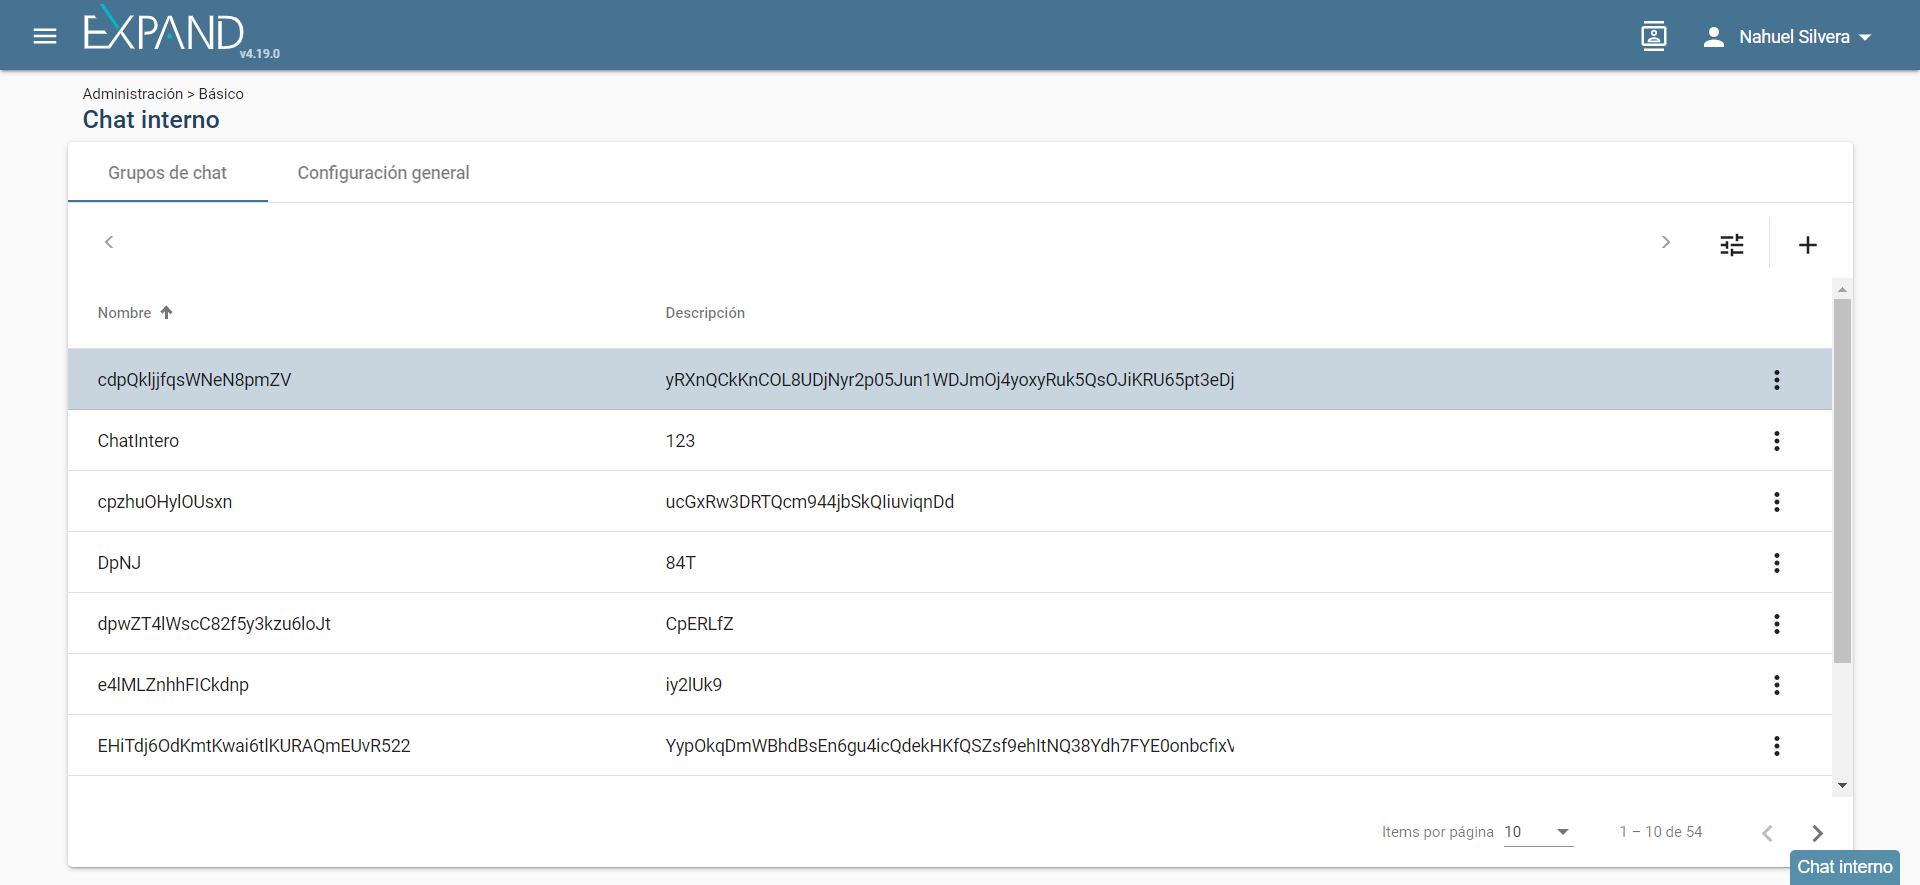 EXPAND
v4.19.0
Nahuel Silvera
Administración > Básico
Chat interno
Grupos de chat
Configuración general
Nombre
Descripción
cdpQkljjfqsWNeN8pmZV
yRXnQCkKnCOL8UDjNyr2p05Jun1WDJmOj4yoxyRuk5QsOJiKRU65pt3eDj
ChatIntero
123
cpzhuOHylOUsxn
ucGxRw3DRTQcm944jbSkQIiuviqnDd
DpNJ
84T
dpwZT4lWscC82f5y3kzu6loJt
CpERLfZ
e4lMLZnhhFICkdnp
iy2lUk9
EHiTdj6OdKmtKwai6tlKURAQmEUvR522
YypOkqDmWBhdBsEn6gu4icQdekHKfQSZsf9ehItNQ38Ydh7FYE0onbcfixV
Items por página
10
1 – 10 de 54
Chat interno